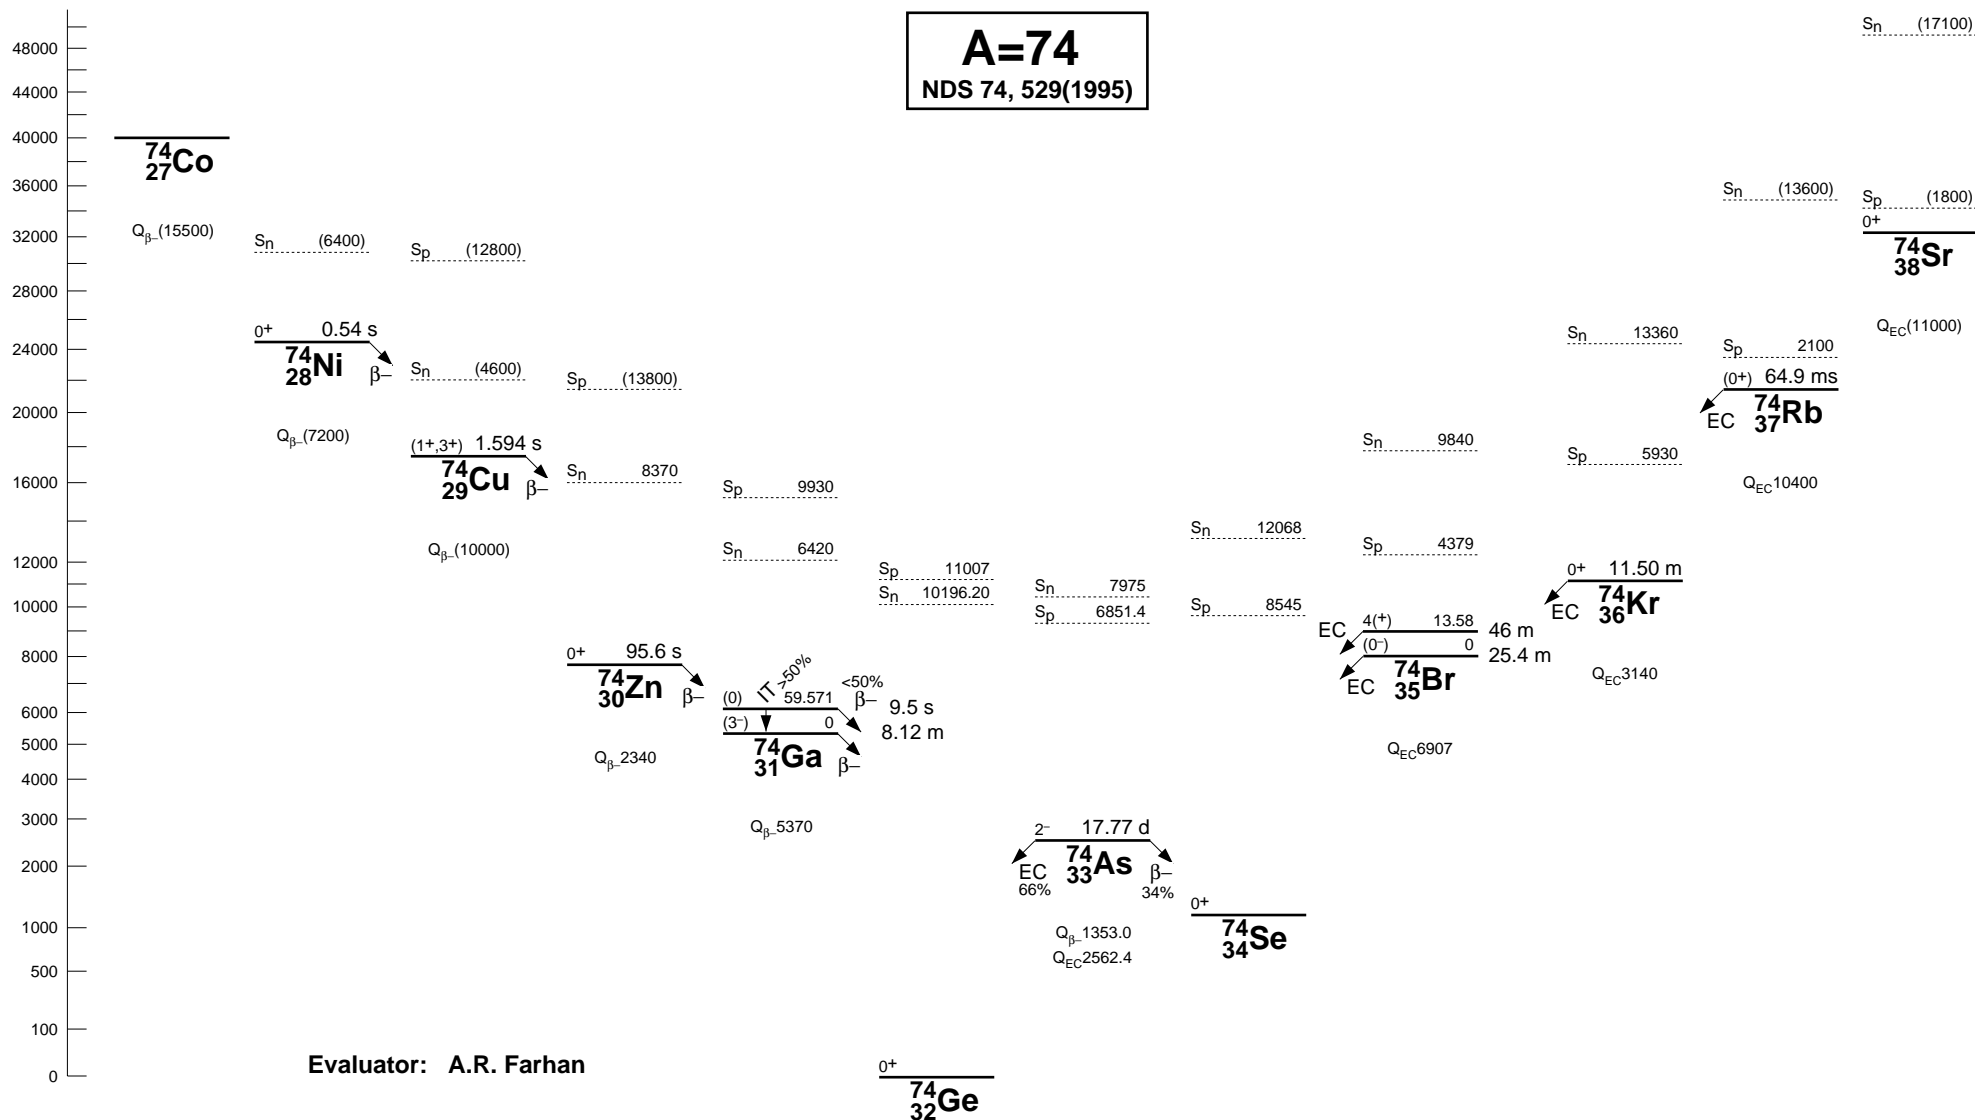 A=74
NDS 74, 529(1995)
48000
44000
40000
36000
32000
28000
24000
20000
16000
12000
10000
8000
6000
5000
4000
3000
2000
1000
500
100
0
74
27Co
Qβ−(15500)
Sn (6400)
0+ 0.54 s
74
28Ni
β−
Qβ−(7200)
Sp (12800)
Sn (4600)
(1+,3+) 1.594 s
74
29Cu
β−
Qβ−(10000)
Sp (13800)
Sn 8370
0+ 95.6 s
74
30Zn
β−
Qβ−2340
Sp 9930
Sn 6420
IT >50%
<50%
β−
(0) 59.571
9.5 s
(3−) 0
8.12 m
74
31Ga
β−
Qβ−5370
Sp 11007
Sn 10196.20
0+
74
32Ge
Sn 7975
Sp 6851.4
2− 17.77 d
74
33As
EC
66%
β−
34%
Qβ−1353.0
QEC2562.4
Sn 12068
Sp 8545
0+
74
34Se
Sn 9840
Sp 4379
4(+) 13.58
46 m
EC
(0−) 0
25.4 m
EC
74
35Br
QEC6907
Sn 13360
Sp 5930
0+ 11.50 m
74
36Kr
EC
QEC3140
Sn (13600)
Sp 2100
(0+) 64.9 ms
74
37Rb
EC
QEC10400
Sn (17100)
Sp (1800)
0+
74
38Sr
QEC(11000)
Evaluator: A.R. Farhan